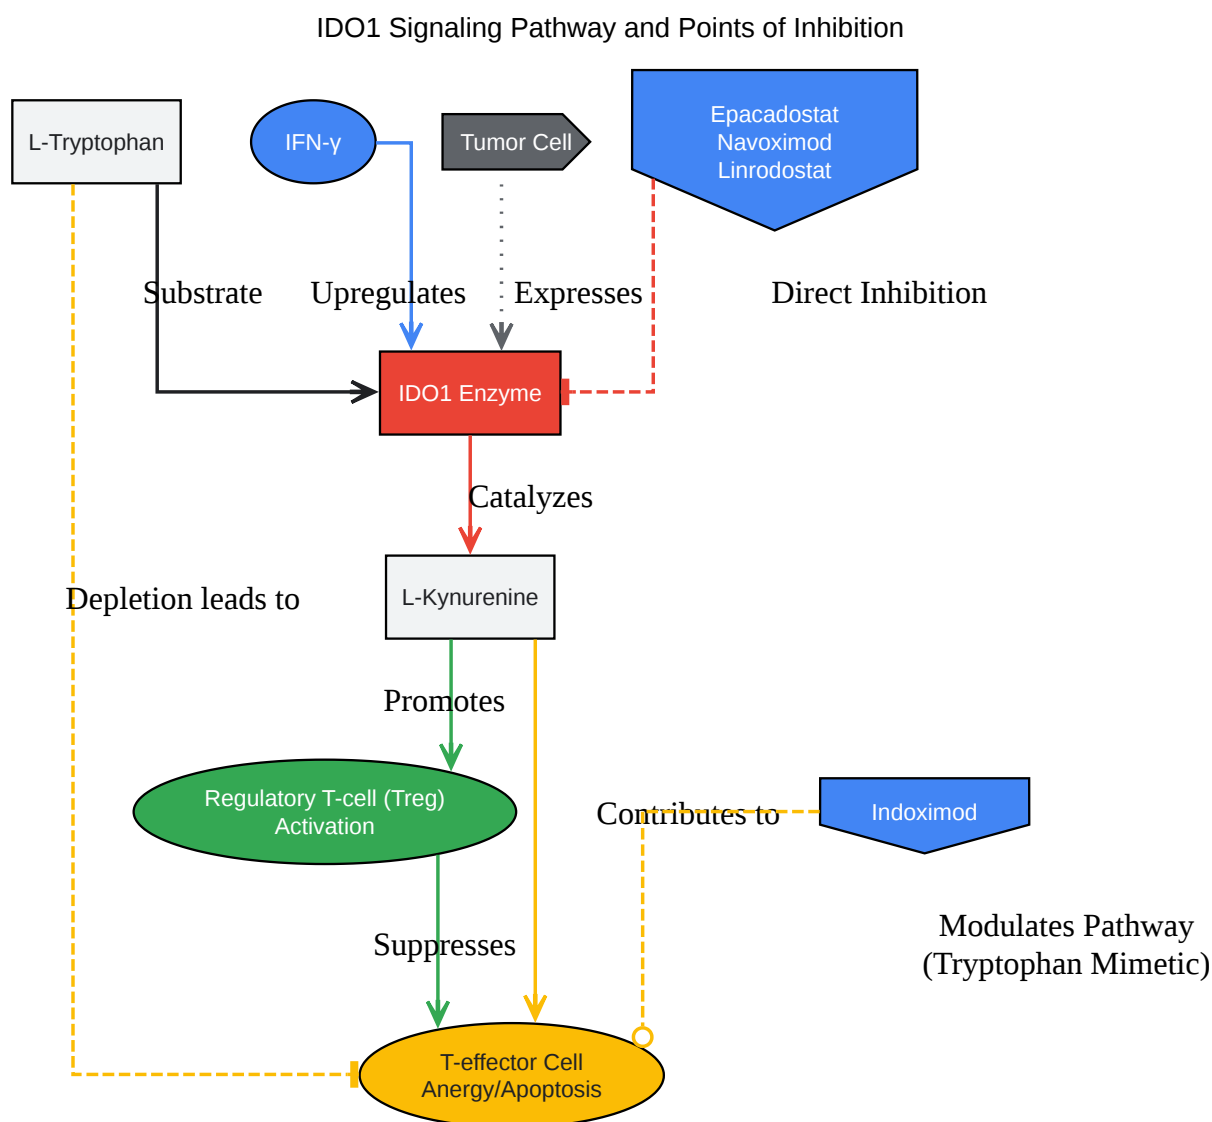 IDO1 Signaling Pathway and Points of Inhibition
L-Tryptophan
IFN-γ
Tumor Cell
Epacadostat
Navoximod
Linrodostat
Substrate
Upregulates
Expresses
Direct Inhibition
IDO1 Enzyme
Catalyzes
Depletion leads to
L-Kynurenine
Promotes
Regulatory T-cell (Treg)
Activation
Contributes to
Indoximod
Suppresses
Modulates Pathway
(Tryptophan Mimetic)
T-effector Cell
Anergy/Apoptosis